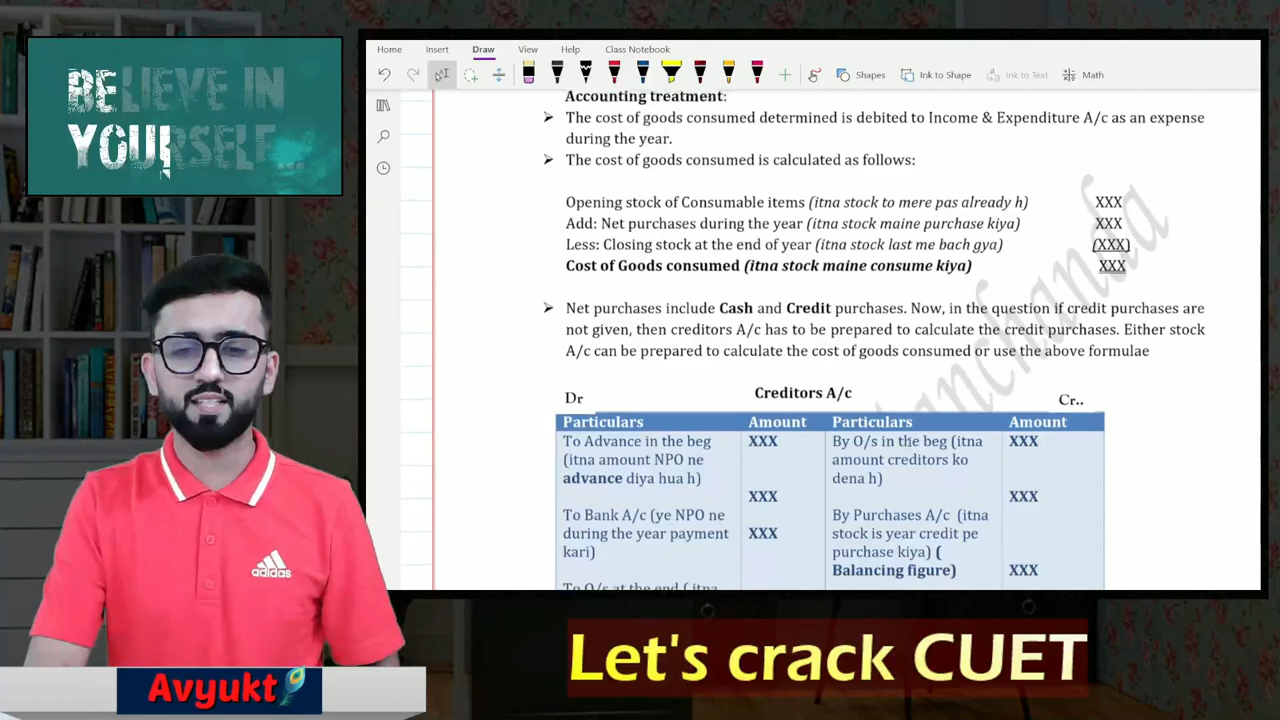 BELIEVE IN
YOURSELF...
Home Insert Draw View Help Class Notebook
Shapes Ink to Shape Ink to Text Math
Accounting treatment:
➤ The cost of goods consumed determined is debited to Income & Expenditure A/c as an expense
during the year.
➤ The cost of goods consumed is calculated as follows:
Opening stock of Consumable items (itna stock to mere pas already h) XXX
Add: Net purchases during the year (itna stock maine purchase kiya) XXX
Less: Closing stock at the end of year (itna stock last me bach gya) (XXX)
Cost of Goods consumed (itna stock maine consume kiya) XXX
➤ Net purchases include Cash and Credit purchases. Now, in the question if credit purchases are
not given, then creditors A/c has to be prepared to calculate the credit purchases. Either stock
A/c can be prepared to calculate the cost of goods consumed or use the above formulae
Dr Creditors A/c Cr..
Particulars Amount Particulars Amount
To Advance in the beg XXX By O/s in the beg (itna XXX
(itna amount NPO ne amount creditors ko
advance diya hua h) dena h)
XXX XXX
To Bank A/c (ye NPO ne By Purchases A/c (itna
during the year payment XXX stock is year credit pe
kari) purchase kiya) (
Balancing figure) XXX
To O/s at the end ( itna
adidas
Avyukt
Let's crack CUET